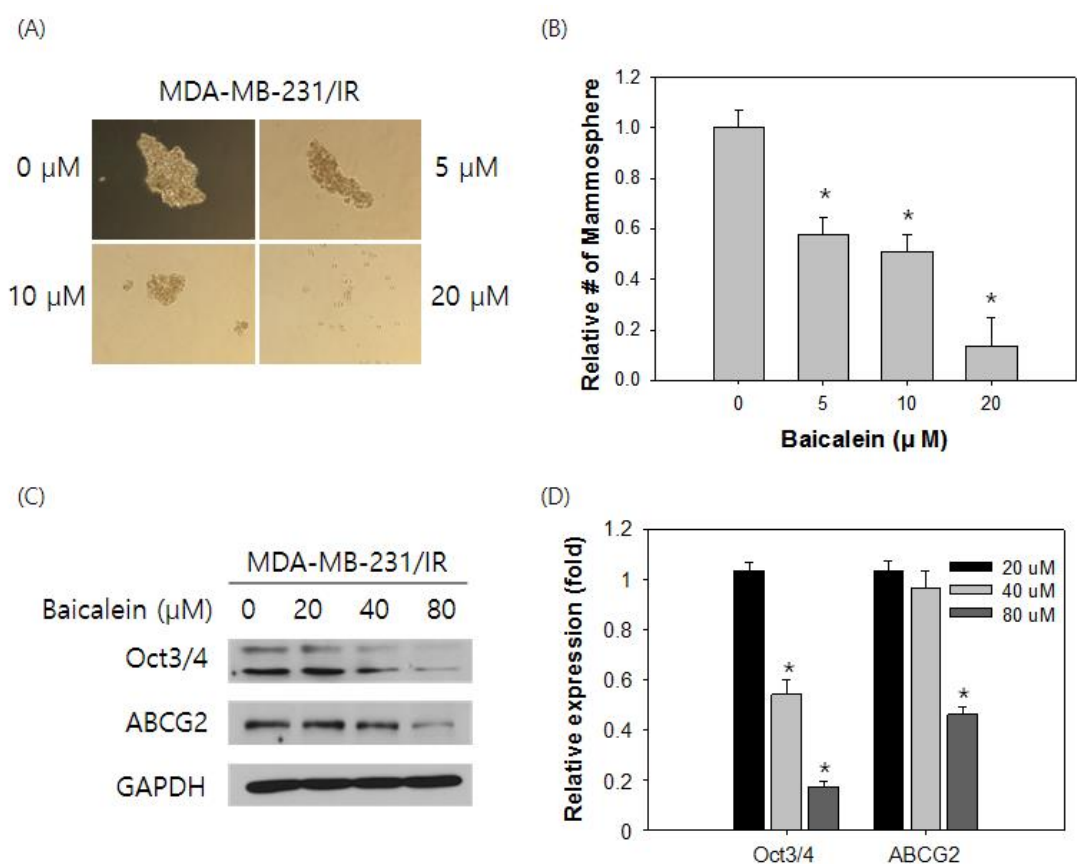 (A)
MDA-MB-231/IR
0 µM
5 µM
10 µM
20 µM
(B)
Relative # of Mammosphere
1.2
1.0
0.8
0.6
0.4
0.2
0.0
*
*
*
0 5 10 20
Baicalein (µ M)
(C)
MDA-MB-231/IR
Baicalein (µM) 0 20 40 80
Oct3/4
ABCG2
GAPDH
(D)
Relative expression (fold)
1.2
1
0.8
0.6
0.4
0.2
0
20 uM
40 uM
80 uM
*
*
*
Oct3/4 ABCG2